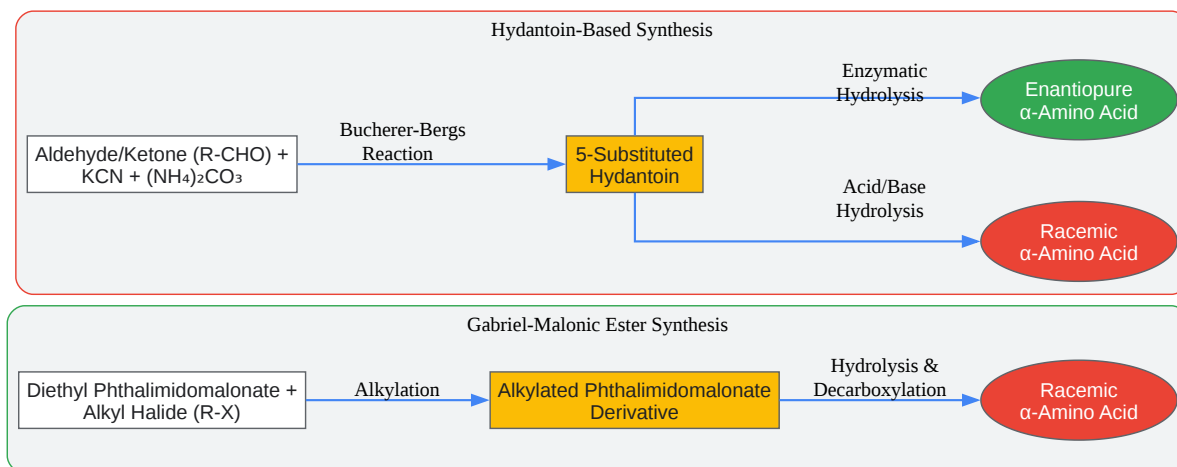 Hydantoin-Based Synthesis
Aldehyde/Ketone (R-CHO) +
KCN + (NH₄)₂CO₃
Bucherer-Bergs
Reaction
5-Substituted
Hydantoin
Enzymatic
Hydrolysis
Enantiopure
α-Amino Acid
Acid/Base
Hydrolysis
Racemic
α-Amino Acid
Gabriel-Malonic Ester Synthesis
Diethyl Phthalimidomalonate +
Alkyl Halide (R-X)
Alkylation
Alkylated Phthalimidomalonate
Derivative
Hydrolysis &
Decarboxylation
Racemic
α-Amino Acid